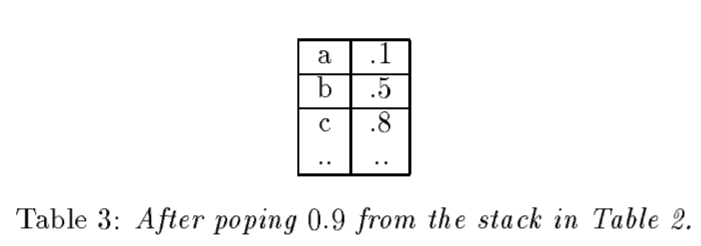 a .1
b .5
c .8
.. ..
Table 3: After poping 0.9 from the stack in Table 2.